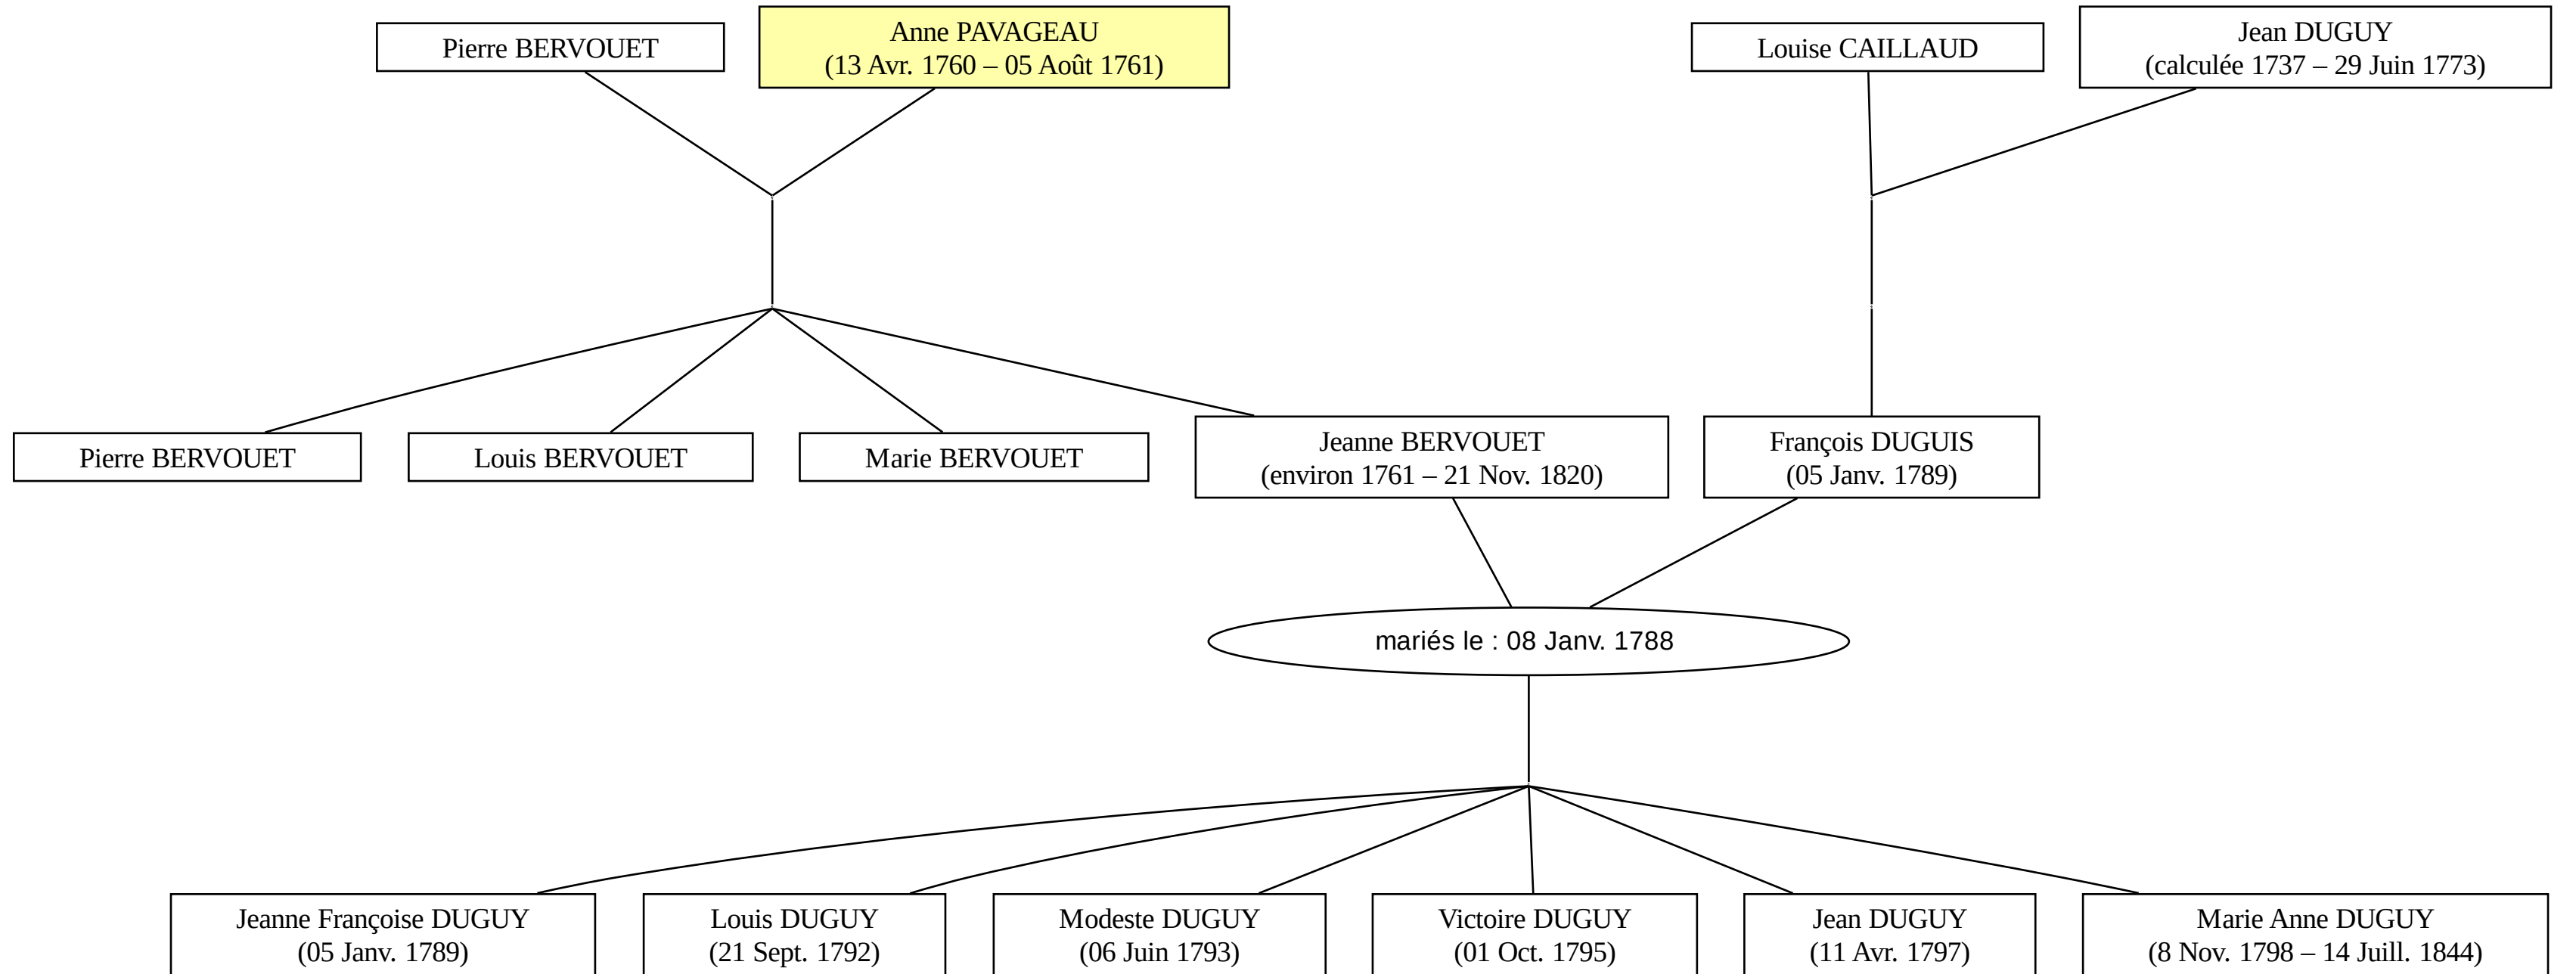 Pierre BERVOUET
Anne PAVAGEAU
(13 Avr. 1760 – 05 Août 1761)
Louise CAILLAUD
Jean DUGUY
(calculée 1737 – 29 Juin 1773)
Pierre BERVOUET
Louis BERVOUET
Marie BERVOUET
Jeanne BERVOUET
(environ 1761 – 21 Nov. 1820)
François DUGUIS
(05 Janv. 1789)
mariés le : 08 Janv. 1788
Jeanne Françoise DUGUY
(05 Janv. 1789)
Louis DUGUY
(21 Sept. 1792)
Modeste DUGUY
(06 Juin 1793)
Victoire DUGUY
(01 Oct. 1795)
Jean DUGUY
(11 Avr. 1797)
Marie Anne DUGUY
(8 Nov. 1798 – 14 Juill. 1844)